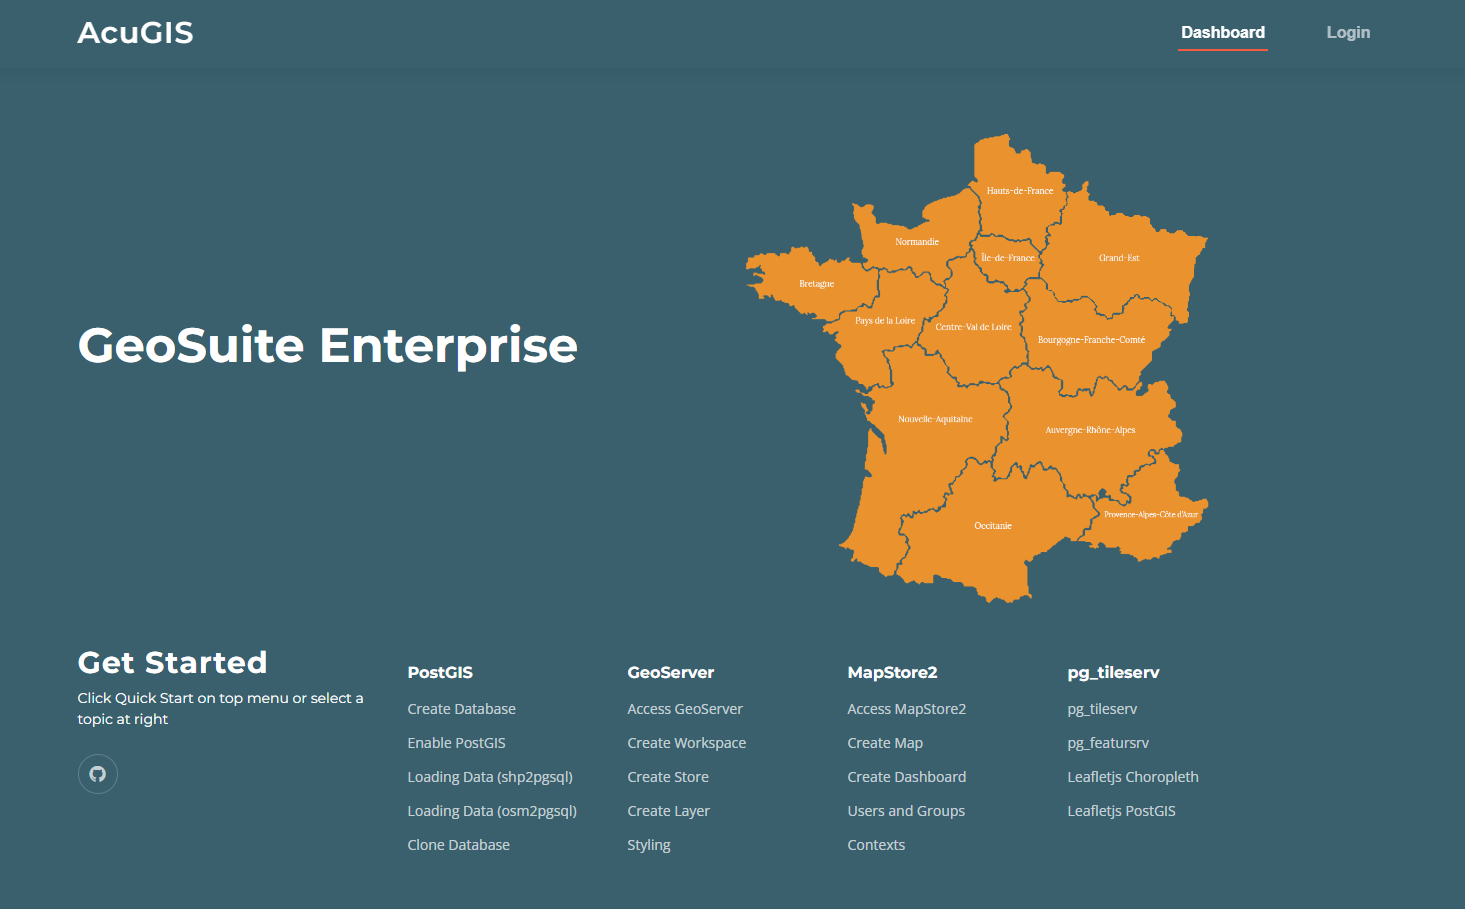 AcuGIS
Dashboard
Login
Hauts-de-France
Normandie
Île-de-France
Grand-Est
Bretagne
Pays de la Loire
Centre-Val de Loire
Bourgogne-Franche-Comté
GeoSuite Enterprise
Nouvelle-Aquitaine
Auvergne-Rhône-Alpes
Provence-Alpes-Côte d'Azur
Occitanie
Get Started
Click Quick Start on top menu or select a
topic at right
PostGIS
Create Database
Enable PostGIS
Loading Data (shp2pgsql)
Loading Data (osm2pgsql)
Clone Database
GeoServer
Access GeoServer
Create Workspace
Create Store
Create Layer
Styling
MapStore2
Access MapStore2
Create Map
Create Dashboard
Users and Groups
Contexts
pg_tileserv
pg_tileserv
pg_featursrv
Leafletjs Choropleth
Leafletjs PostGIS